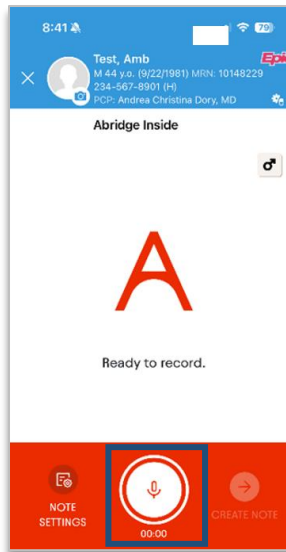 8:41
79
Test, Amb
Epic
M 44 y.o. (9/22/1981) MRN: 10148229
234-567-8901 (H)
PCP: Andrea Christina Dory, MD
Abridge Inside
Ready to record.
NOTE
SETTINGS
00:00
CREATE NOTE